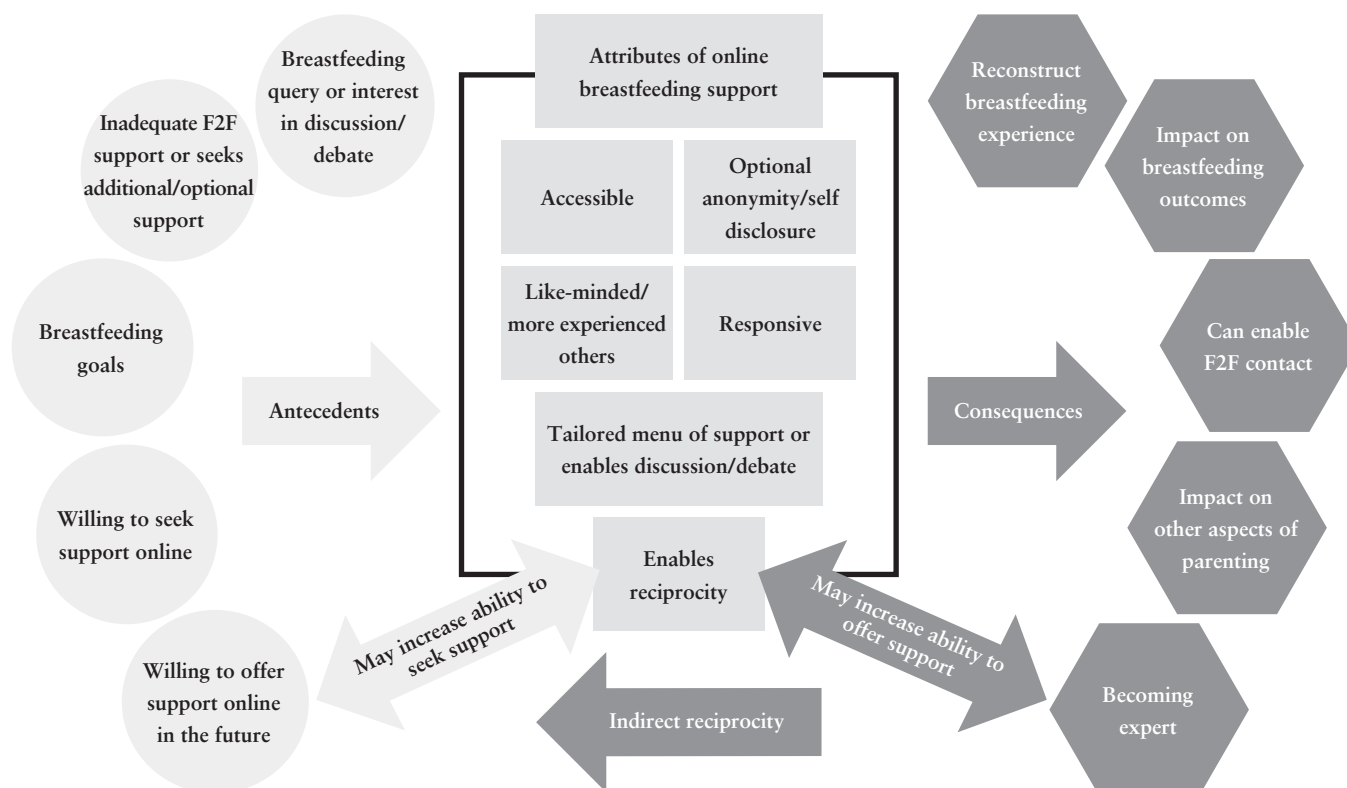 Breastfeeding
query or interest
in discussion/
debate
Inadequate F2F
support or seeks
additional/optional
support
Breastfeeding
goals
Willing to seek
support online
Willing to offer
support online
in the future
Antecedents
Attributes of online
breastfeeding support
Accessible
Optional
anonymity/self
disclosure
Like-minded/
more experienced
others
Responsive
Tailored menu of support or
enables discussion/debate
Enables
reciprocity
May increase ability to
seek support
May increase ability to
offer support
Indirect reciprocity
Consequences
Reconstruct
breastfeeding
experience
Impact on
breastfeeding
outcomes
Can enable
F2F contact
Impact on
other aspects of
parenting
Becoming
expert